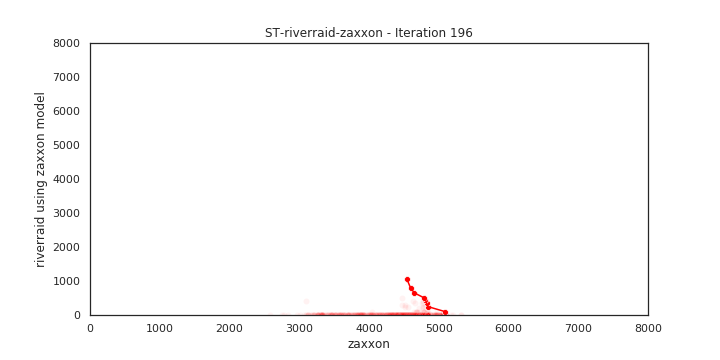 ST-riverraid-zaxxon - Iteration 196
8000
7000
6000
5000
4000
3000
2000
1000
0
riverraid using zaxxon model
0 1000 2000 3000 4000 5000 6000 7000 8000
zaxxon